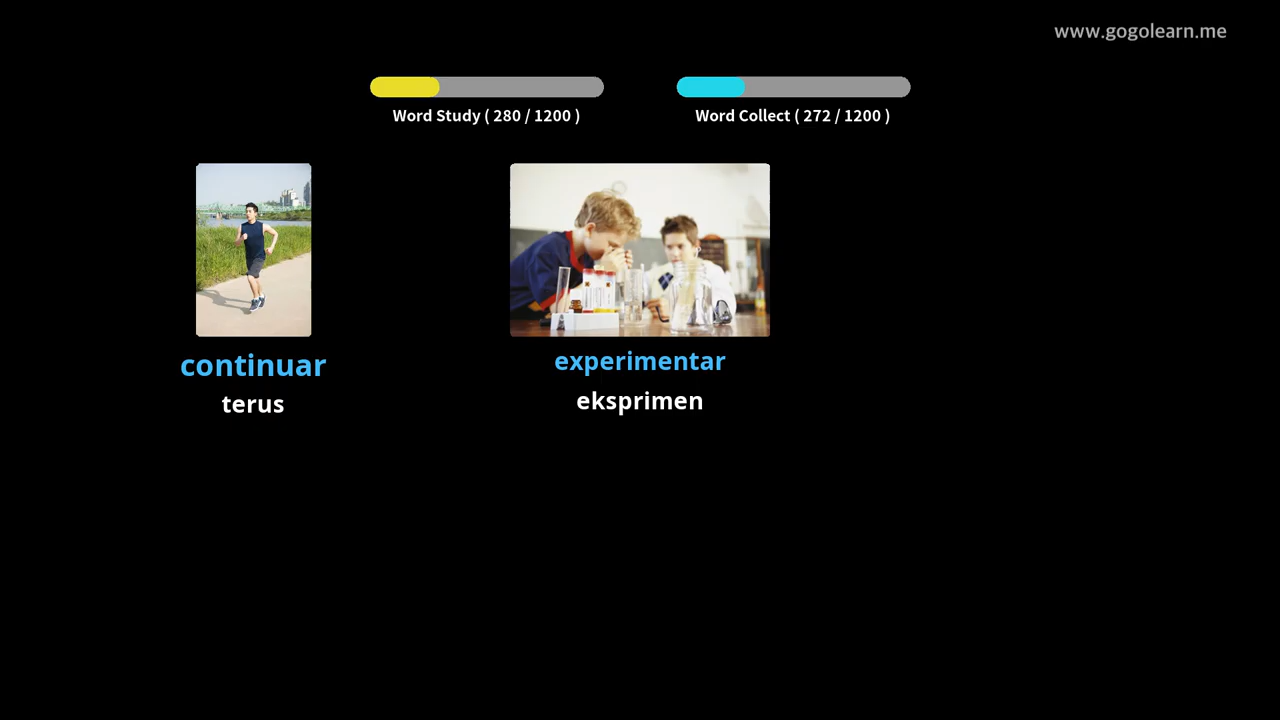 www.gogolearn.me
Word Study ( 280 / 1200 )
Word Collect ( 272 / 1200 )
continuar
terus
experimentar
eksprimen